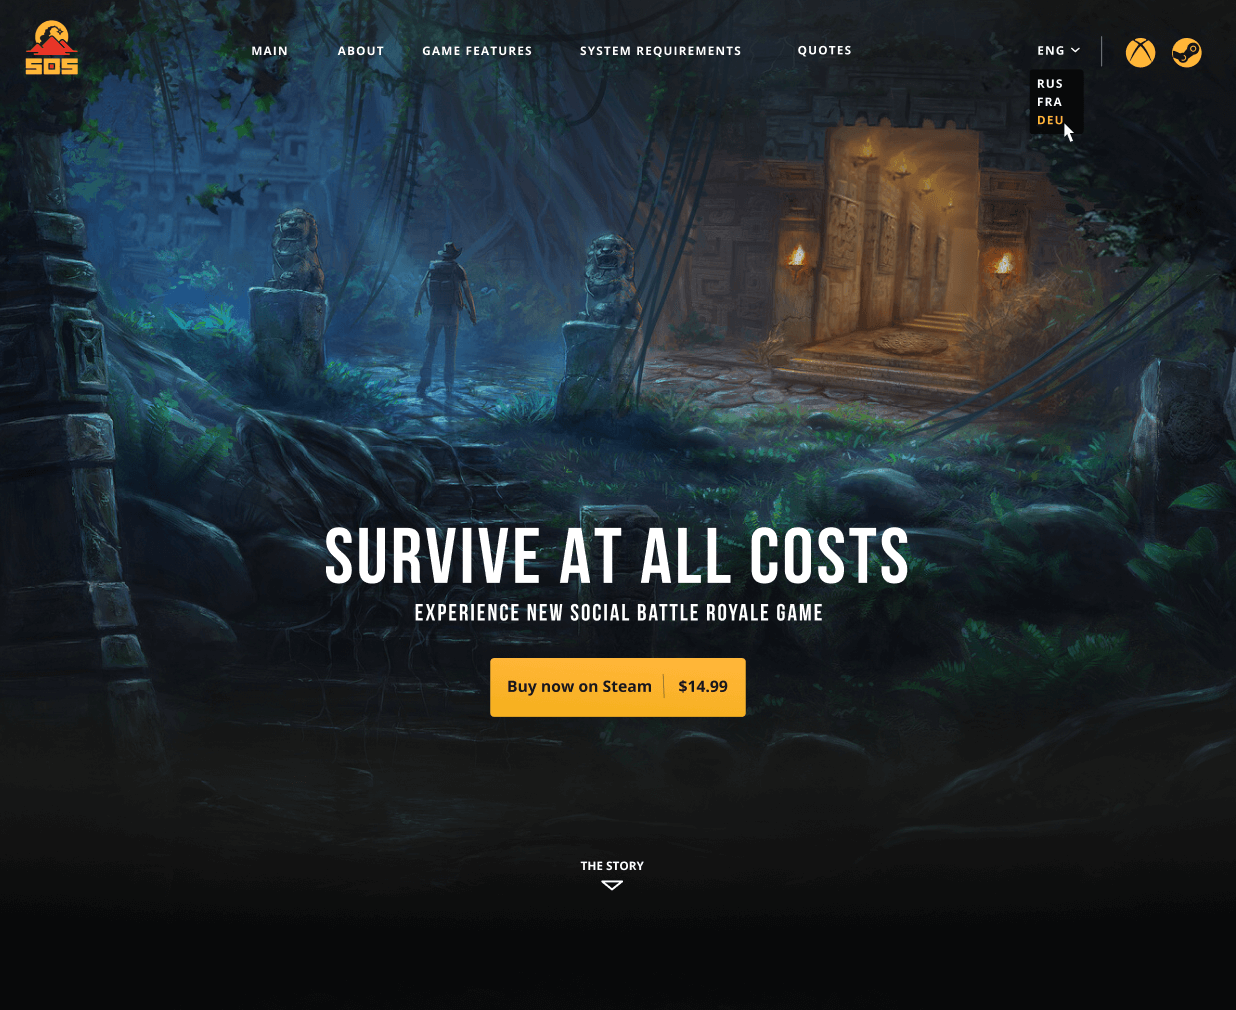 SOS
MAIN ABOUT GAME FEATURES SYSTEM REQUIREMENTS QUOTES ENG
RUS
FRA
DEU
SURVIVE AT ALL COSTS
EXPERIENCE NEW SOCIAL BATTLE ROYALE GAME
Buy now on Steam $14.99
THE STORY